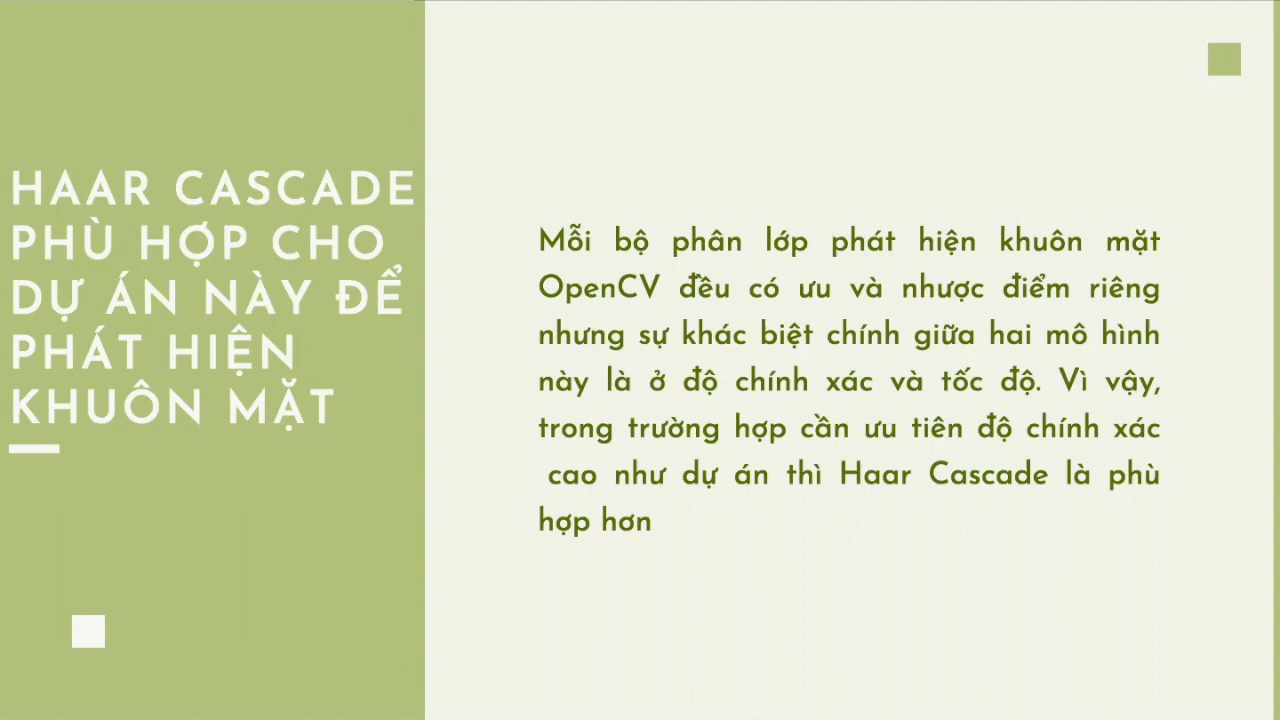 HAAR CASCADE
PHÙ HỢP CHO
DỰ ÁN NÀY ĐỂ
PHÁT HIỆN
KHUÔN MẶT
Mỗi bộ phân lớp phát hiện khuôn mặt
OpenCV đều có ưu và nhược điểm riêng
nhưng sự khác biệt chính giữa hai mô hình
này là ở độ chính xác và tốc độ. Vì vậy,
trong trường hợp cần ưu tiên độ chính xác
cao như dự án thì Haar Cascade là phù
hợp hơn